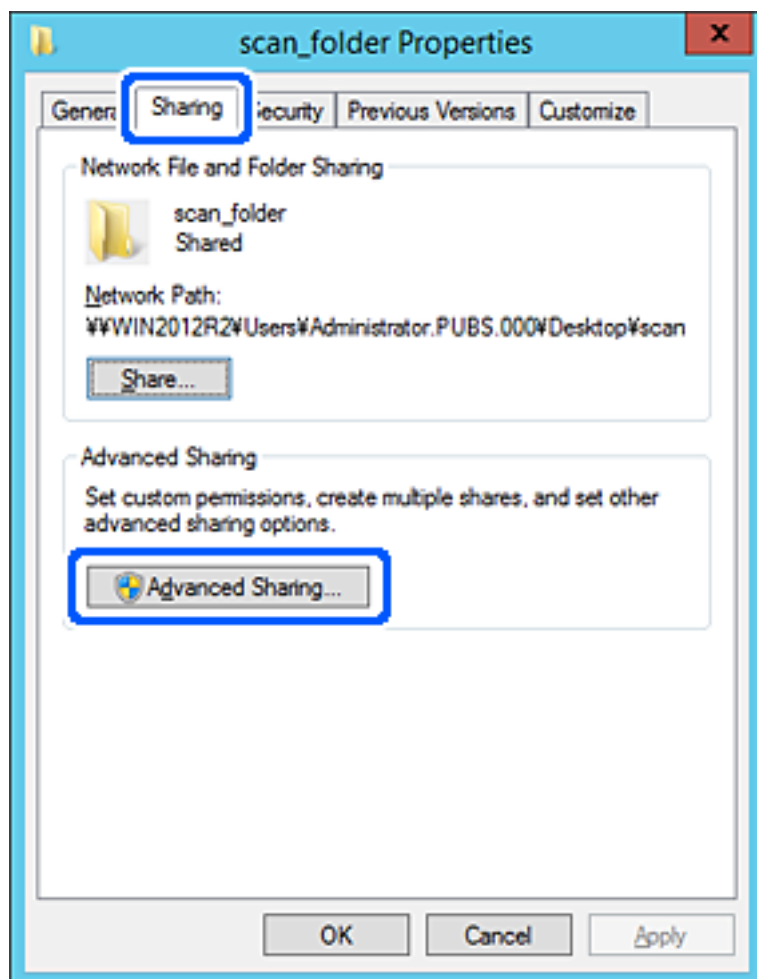 scan_folder Properties
x
General Sharing Security Previous Versions Customize
Network File and Folder Sharing
scan_folder
Shared
Network Path:
¥¥WIN2012R2¥Users¥Administrator.PUBS.000¥Desktop¥scan
Share...
Advanced Sharing
Set custom permissions, create multiple shares, and set other
advanced sharing options.
Advanced Sharing...
OK Cancel Apply